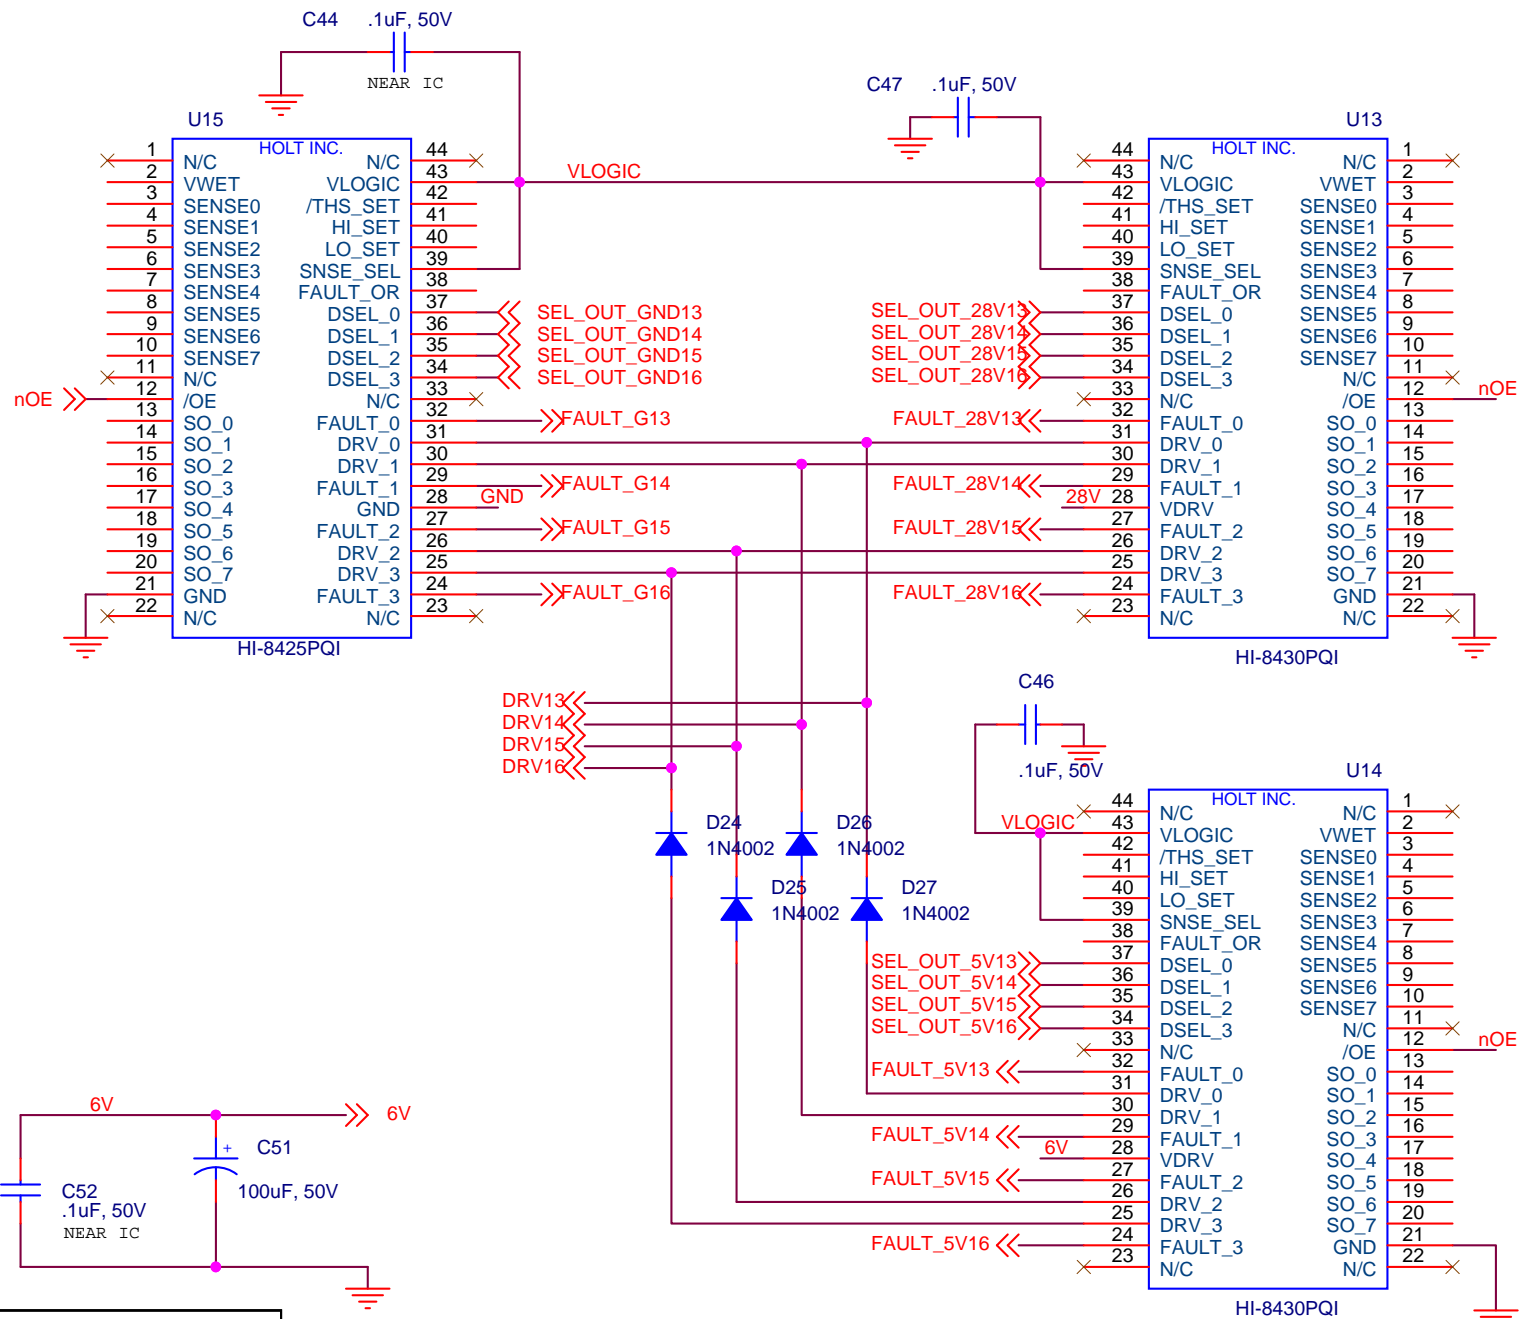 C44 .1uF, 50V
NEAR IC
C47 .1uF, 50V
U15
HOLT INC.
1 N/C N/C 44
2 VWET VLOGIC 43
3 SENSE0 /THS_SET 42
4 SENSE1 HI_SET 41
5 SENSE2 LO_SET 40
6 SENSE3 SNSE_SEL 39
7 SENSE4 FAULT_OR 38
8 SENSE5 DSEL_0 37
9 SENSE6 DSEL_1 36
10 SENSE7 DSEL_2 35
11 N/C DSEL_3 34
nOE 12 /OE N/C 33
13 SO_0 FAULT_0 32
14 SO_1 DRV_0 31
15 SO_2 DRV_1 30
16 SO_3 FAULT_1 29
17 SO_4 GND 28 GND
18 SO_5 FAULT_2 27
19 SO_6 DRV_2 26
20 SO_7 DRV_3 25
21 GND FAULT_3 24
22 N/C N/C 23
HI-8425PQI
VLOGIC
SEL_OUT_GND13
SEL_OUT_GND14
SEL_OUT_GND15
SEL_OUT_GND16
FAULT_G13
FAULT_G14
FAULT_G15
FAULT_G16
SEL_OUT_28V13
SEL_OUT_28V14
SEL_OUT_28V15
SEL_OUT_28V16
FAULT_28V13
FAULT_28V14
28V
FAULT_28V15
FAULT_28V16
U13
HOLT INC.
44 N/C N/C 1
43 VLOGIC VWET 2
42 /THS_SET SENSE0 3
41 HI_SET SENSE1 4
40 LO_SET SENSE2 5
39 SNSE_SEL SENSE3 6
38 FAULT_OR SENSE4 7
37 DSEL_0 SENSE5 8
36 DSEL_1 SENSE6 9
35 DSEL_2 SENSE7 10
34 DSEL_3 N/C 11
33 N/C /OE 12 nOE
32 FAULT_0 SO_0 13
31 DRV_0 SO_1 14
30 DRV_1 SO_2 15
29 FAULT_1 SO_3 16
28 VDRV SO_4 17
27 FAULT_2 SO_5 18
26 DRV_2 SO_6 19
25 DRV_3 SO_7 20
24 FAULT_3 GND 21
23 N/C N/C 22
HI-8430PQI
DRV13
DRV14
DRV15
DRV16
D24
1N4002
D26
1N4002
D25
1N4002
D27
1N4002
C46
.1uF, 50V
VLOGIC
SEL_OUT_5V13
SEL_OUT_5V14
SEL_OUT_5V15
SEL_OUT_5V16
FAULT_5V13
FAULT_5V14
6V
FAULT_5V15
FAULT_5V16
U14
HOLT INC.
44 N/C N/C 1
43 VLOGIC VWET 2
42 /THS_SET SENSE0 3
41 HI_SET SENSE1 4
40 LO_SET SENSE2 5
39 SNSE_SEL SENSE3 6
38 FAULT_OR SENSE4 7
37 DSEL_0 SENSE5 8
36 DSEL_1 SENSE6 9
35 DSEL_2 SENSE7 10
34 DSEL_3 N/C 11
33 N/C /OE 12 nOE
32 FAULT_0 SO_0 13
31 DRV_0 SO_1 14
30 DRV_1 SO_2 15
29 FAULT_1 SO_3 16
28 VDRV SO_4 17
27 FAULT_2 SO_5 18
26 DRV_2 SO_6 19
25 DRV_3 SO_7 20
24 FAULT_3 GND 21
23 N/C N/C 22
HI-8430PQI
6V 6V
+ C51
100uF, 50V
C52
.1uF, 50V
NEAR IC